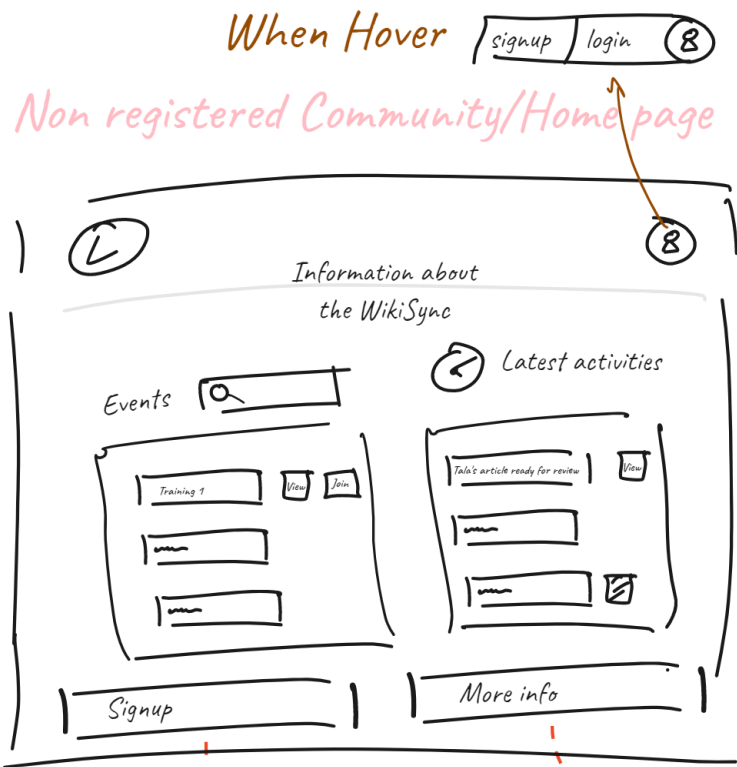 When Hover
signup login
Non registered Community/Home page
L
Information about
the WikiSync
Latest activities
Events
Tala's article ready for review View
Training 1 View Join
Signup
More info